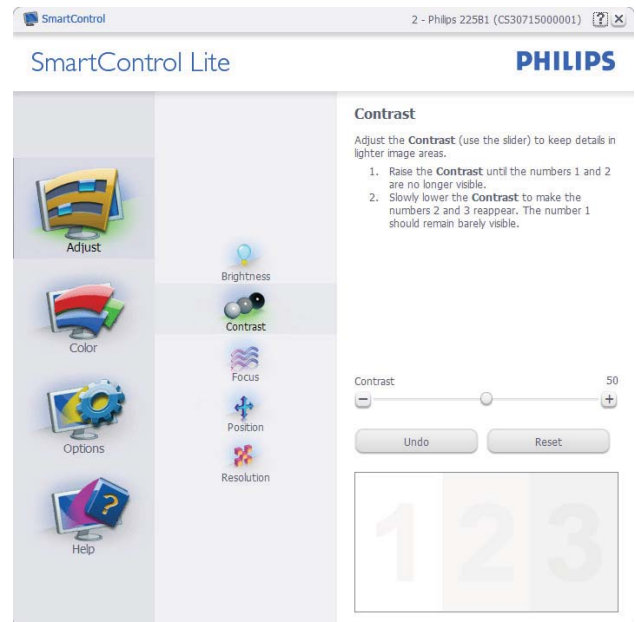 SmartControl
2 - Philips 225B1 (CS30715000001)
?
SmartControl Lite
PHILIPS
Adjust
Color
Options
Help
Brightness
Contrast
Focus
Position
Resolution
Contrast
Adjust the Contrast (use the slider) to keep details in
lighter image areas.
1. Raise the Contrast until the numbers 1 and 2
are no longer visible.
2. Slowly lower the Contrast to make the
numbers 2 and 3 reappear. The number 1
should remain barely visible.
Contrast 50
Undo Reset
1 2 3